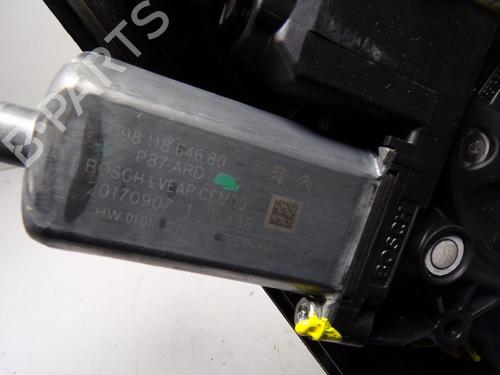 B-PARTS
98 118 646 80
P87-ARD
BOSCH LVEAP CEM00
20170907
BOSCH